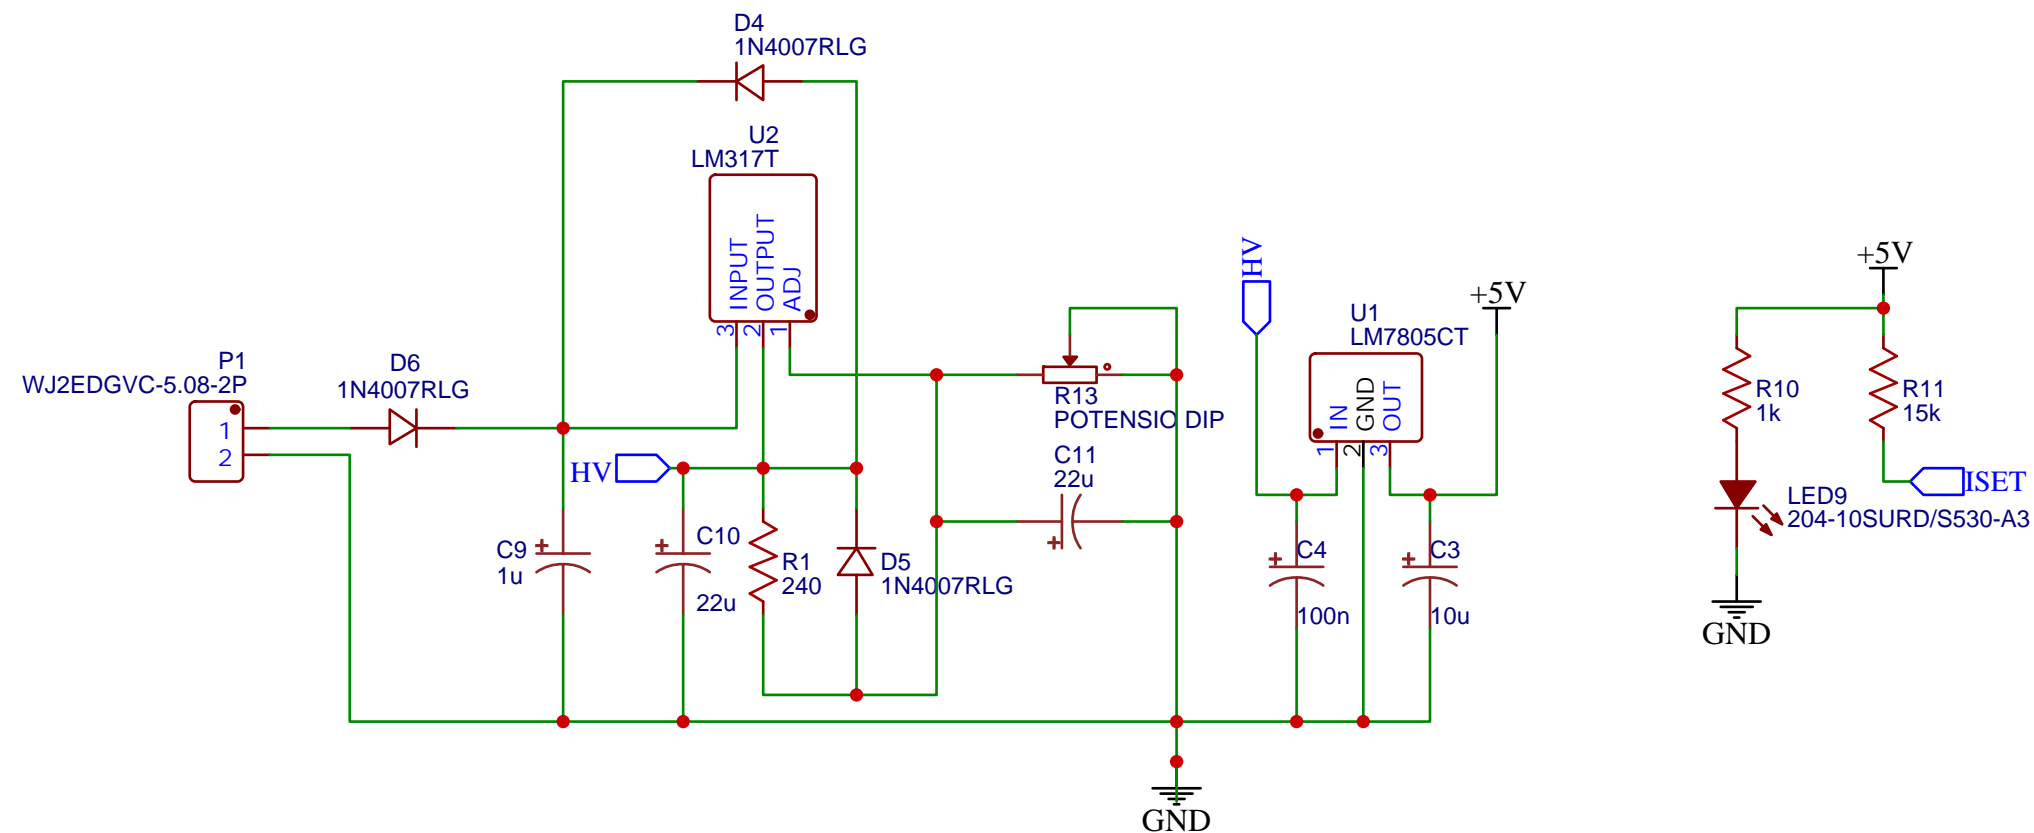 D4
1N4007RLG
U2
LM317T
INPUT
OUTPUT
ADJ
3
2
1
P1
WJ2EDGVC-5.08-2P
1
2
D6
1N4007RLG
HV
C9
1u
C10
22u
R1
240
D5
1N4007RLG
R13
POTENSIO DIP
C11
22u
GND
HV
U1
LM7805CT
IN
GND
OUT
1
2
3
+5V
C4
100n
C3
10u
+5V
R10
1k
R11
15k
ISET
LED9
204-10SURD/S530-A3
GND